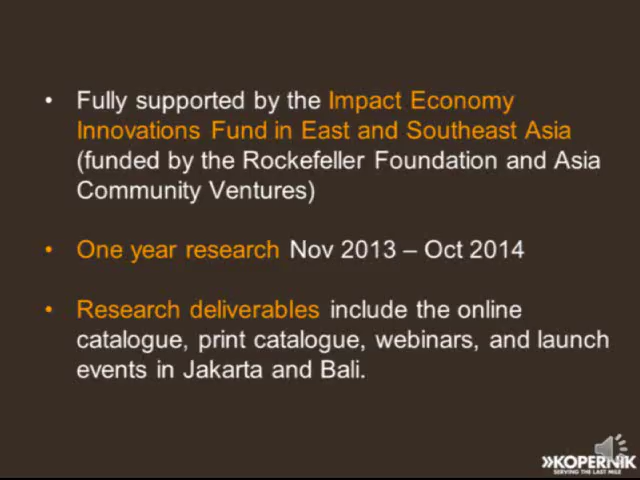 • Fully supported by the Impact Economy
Innovations Fund in East and Southeast Asia
(funded by the Rockefeller Foundation and Asia
Community Ventures)
• One year research Nov 2013 – Oct 2014
• Research deliverables include the online
catalogue, print catalogue, webinars, and launch
events in Jakarta and Bali.
»KOPERNIK
SERVING THE LAST MILE